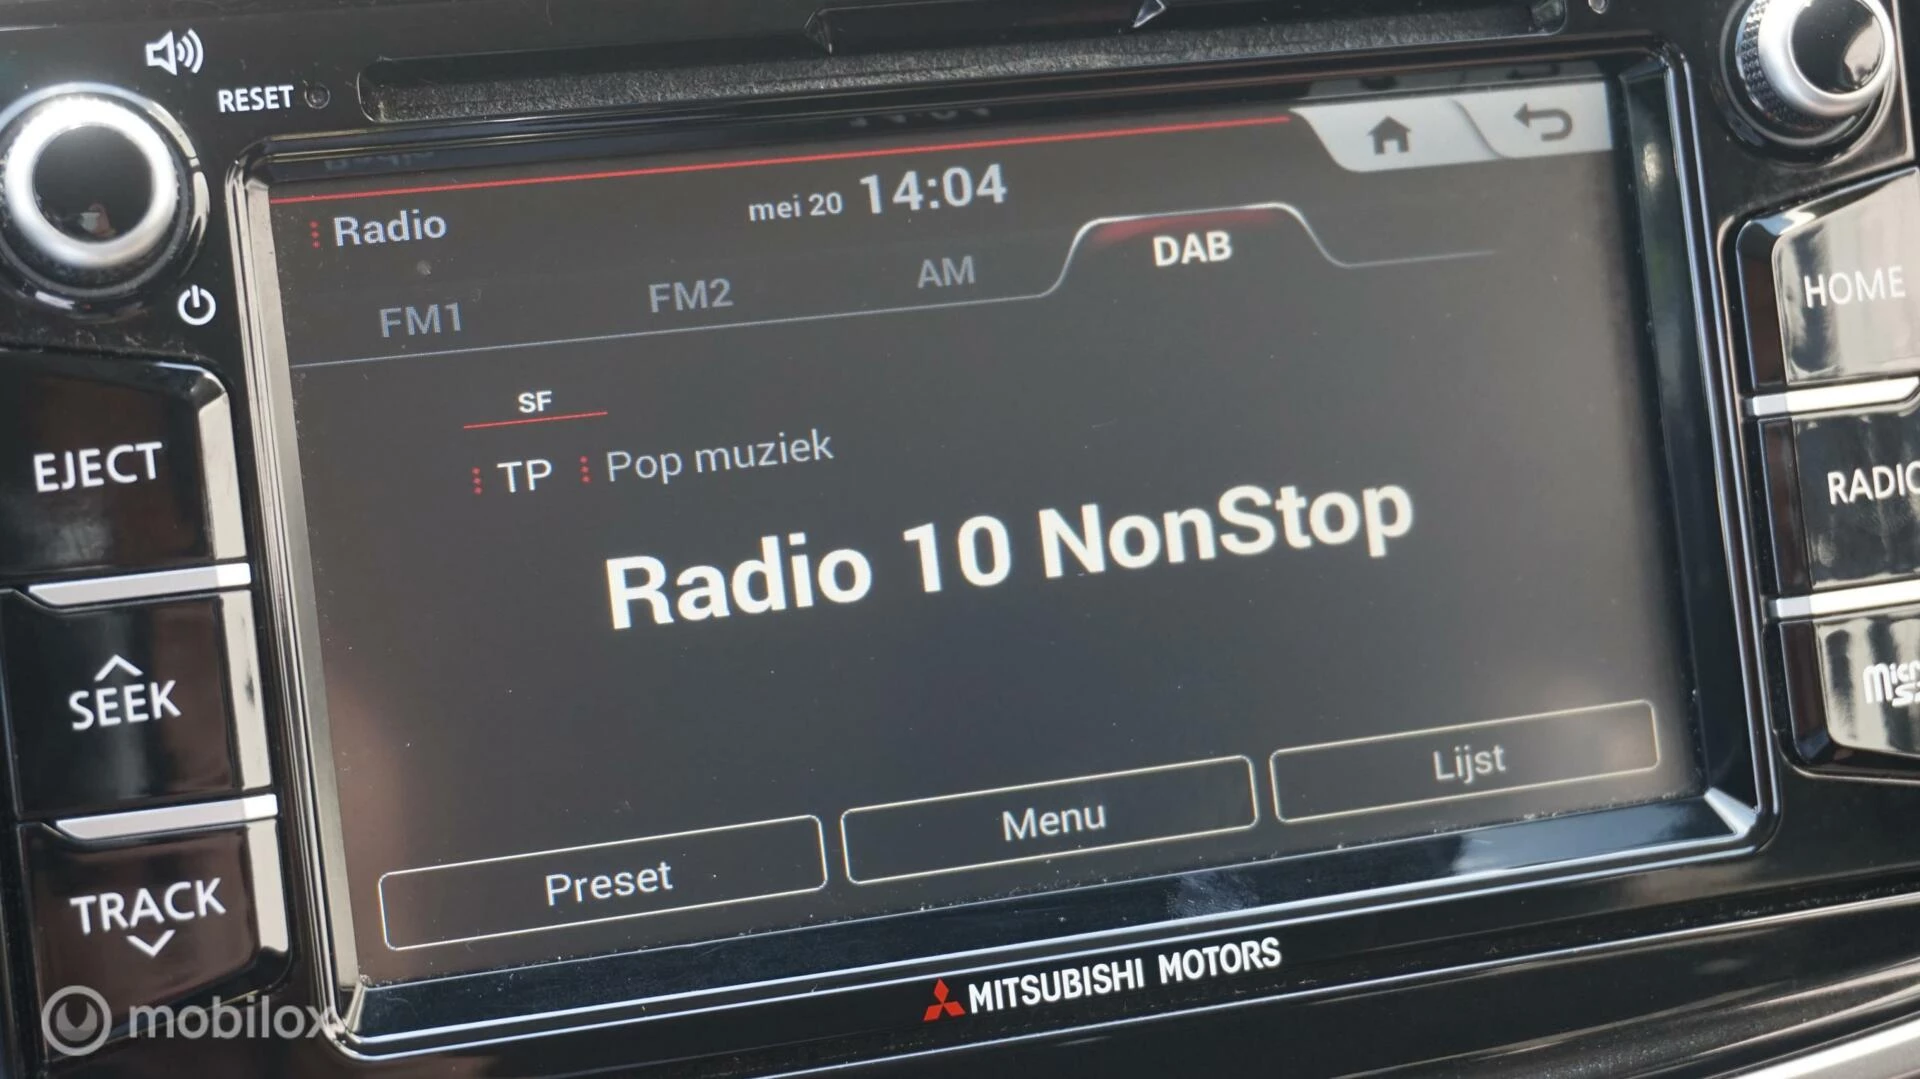 RESET
Radio
mei 20 14:04
FM1
FM2
AM
DAB
SF
TP
Pop muziek
Radio 10 NonStop
Preset
Menu
Lijst
EJECT
SEEK
TRACK
HOME
RADIO
MITSUBISHI MOTORS
mobilox